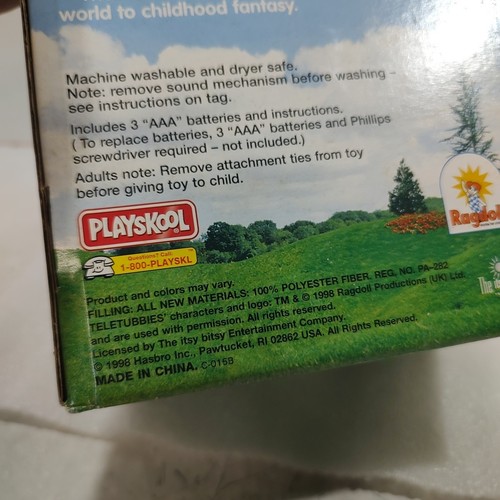 world to childhood fantasy.
Machine washable and dryer safe.
Note: remove sound mechanism before washing –
see instructions on tag.
Includes 3 “AAA” batteries and instructions.
( To replace batteries, 3 “AAA” batteries and Phillips
screwdriver required – not included.)
Adults note: Remove attachment ties from toy
before giving toy to child.
PLAYSKOOL
Questions? Call:
1-800-PLAYSKL
Product and colors may vary.
FILLING: ALL NEW MATERIALS: 100% POLYESTER FIBER. REG. NO. PA-282
TELETUBBIES' characters and logo: TM & © 1998 Ragdoll Productions (UK) Ltd.
and are used with permission. All rights reserved.
Licensed by The itsy bitsy Entertainment Company.
© 1998 Hasbro Inc., Pawtucket, RI 02862 USA. All Rights Reserved.
MADE IN CHINA. C-016B
The